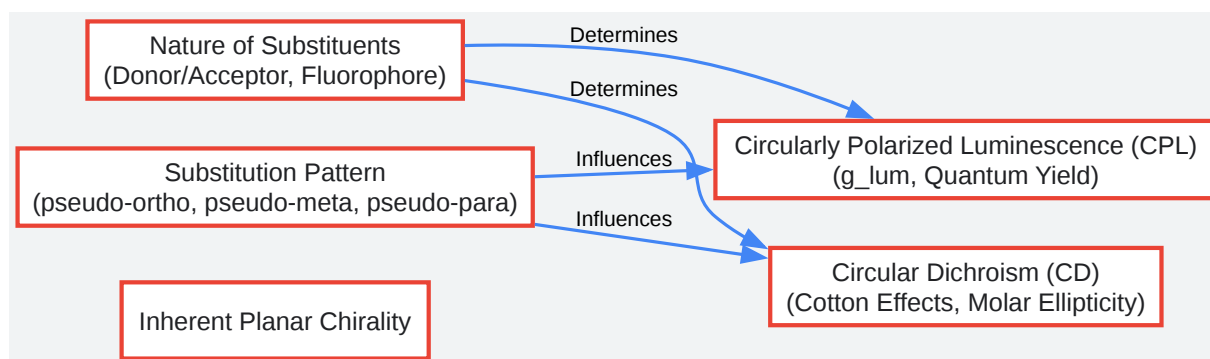 Nature of Substituents
(Donor/Acceptor, Fluorophore)
Determines
Determines
Substitution Pattern
(pseudo-ortho, pseudo-meta, pseudo-para)
Influences
Influences
Circularly Polarized Luminescence (CPL)
(g_lum, Quantum Yield)
Circular Dichroism (CD)
(Cotton Effects, Molar Ellipticity)
Inherent Planar Chirality